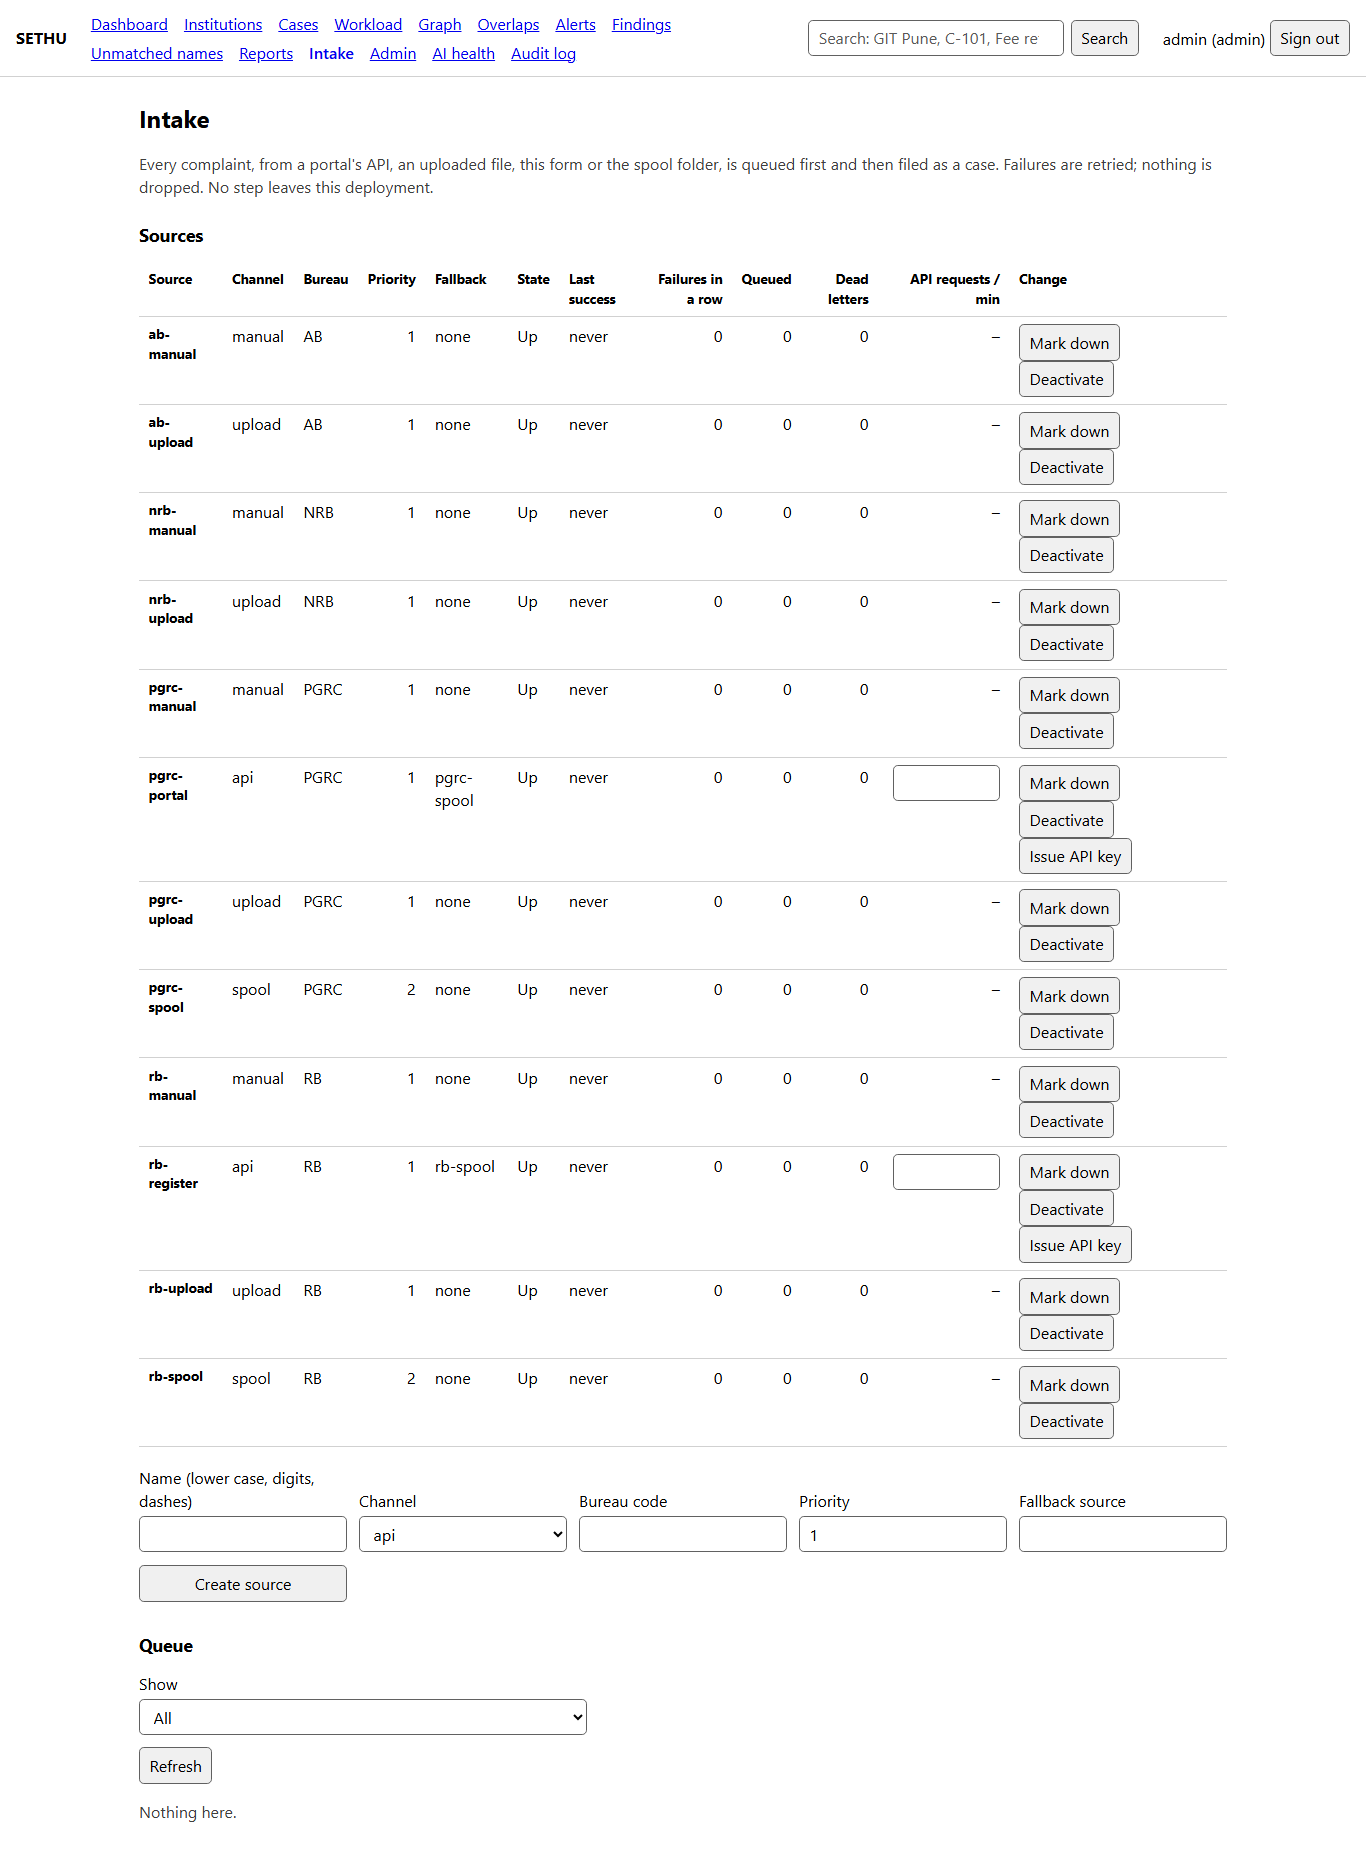 SETHU
Dashboard Institutions Cases Workload Graph Overlaps Alerts Findings
Unmatched names Reports Intake Admin AI health Audit log
Search: GIT Pune, C-101, Fee re Search admin (admin) Sign out
Intake
Every complaint, from a portal's API, an uploaded file, this form or the spool folder, is queued first and then filed as a case. Failures are retried; nothing is
dropped. No step leaves this deployment.
Sources
Source Channel Bureau Priority Fallback State Last success Failures in a row Queued Dead letters API requests / min Change
ab-manual manual AB 1 none Up never 0 0 0 – Mark down
Deactivate
ab-upload upload AB 1 none Up never 0 0 0 – Mark down
Deactivate
nrb-manual manual NRB 1 none Up never 0 0 0 – Mark down
Deactivate
nrb-upload upload NRB 1 none Up never 0 0 0 – Mark down
Deactivate
pgrc-manual manual PGRC 1 none Up never 0 0 0 – Mark down
Deactivate
pgrc-portal api PGRC 1 pgrc-spool Up never 0 0 0 Mark down
Deactivate
Issue API key
pgrc-upload upload PGRC 1 none Up never 0 0 0 – Mark down
Deactivate
pgrc-spool spool PGRC 2 none Up never 0 0 0 – Mark down
Deactivate
rb-manual manual RB 1 none Up never 0 0 0 – Mark down
Deactivate
rb-register api RB 1 rb-spool Up never 0 0 0 Mark down
Deactivate
Issue API key
rb-upload upload RB 1 none Up never 0 0 0 – Mark down
Deactivate
rb-spool spool RB 2 none Up never 0 0 0 – Mark down
Deactivate
Name (lower case, digits, dashes) Channel Bureau code Priority Fallback source
api 1
Create source
Queue
Show
All
Refresh
Nothing here.